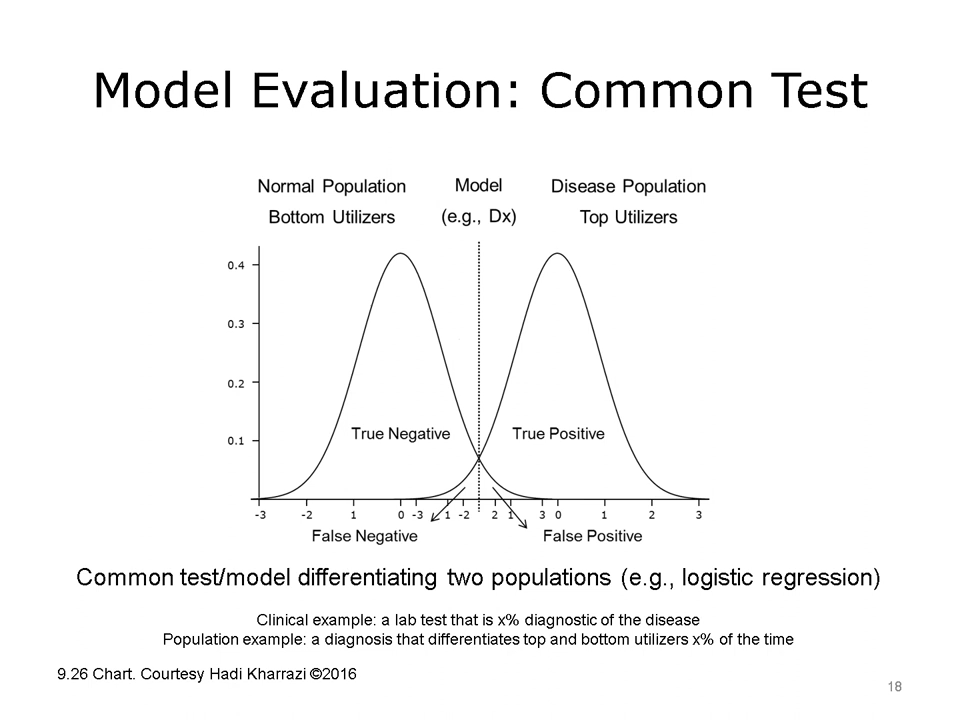 Model Evaluation: Common Test
Normal Population Model Disease Population
Bottom Utilizers (e.g., Dx) Top Utilizers
0.4
0.3
0.2
True Negative True Positive
0.1
-3 -2 1 0 -3 1 -2 2 1 3 0 1 2 3
False Negative False Positive
Common test/model differentiating two populations (e.g., logistic regression)
Clinical example: a lab test that is x% diagnostic of the disease
Population example: a diagnosis that differentiates top and bottom utilizers x% of the time
9.26 Chart. Courtesy Hadi Kharrazi ©2016
18